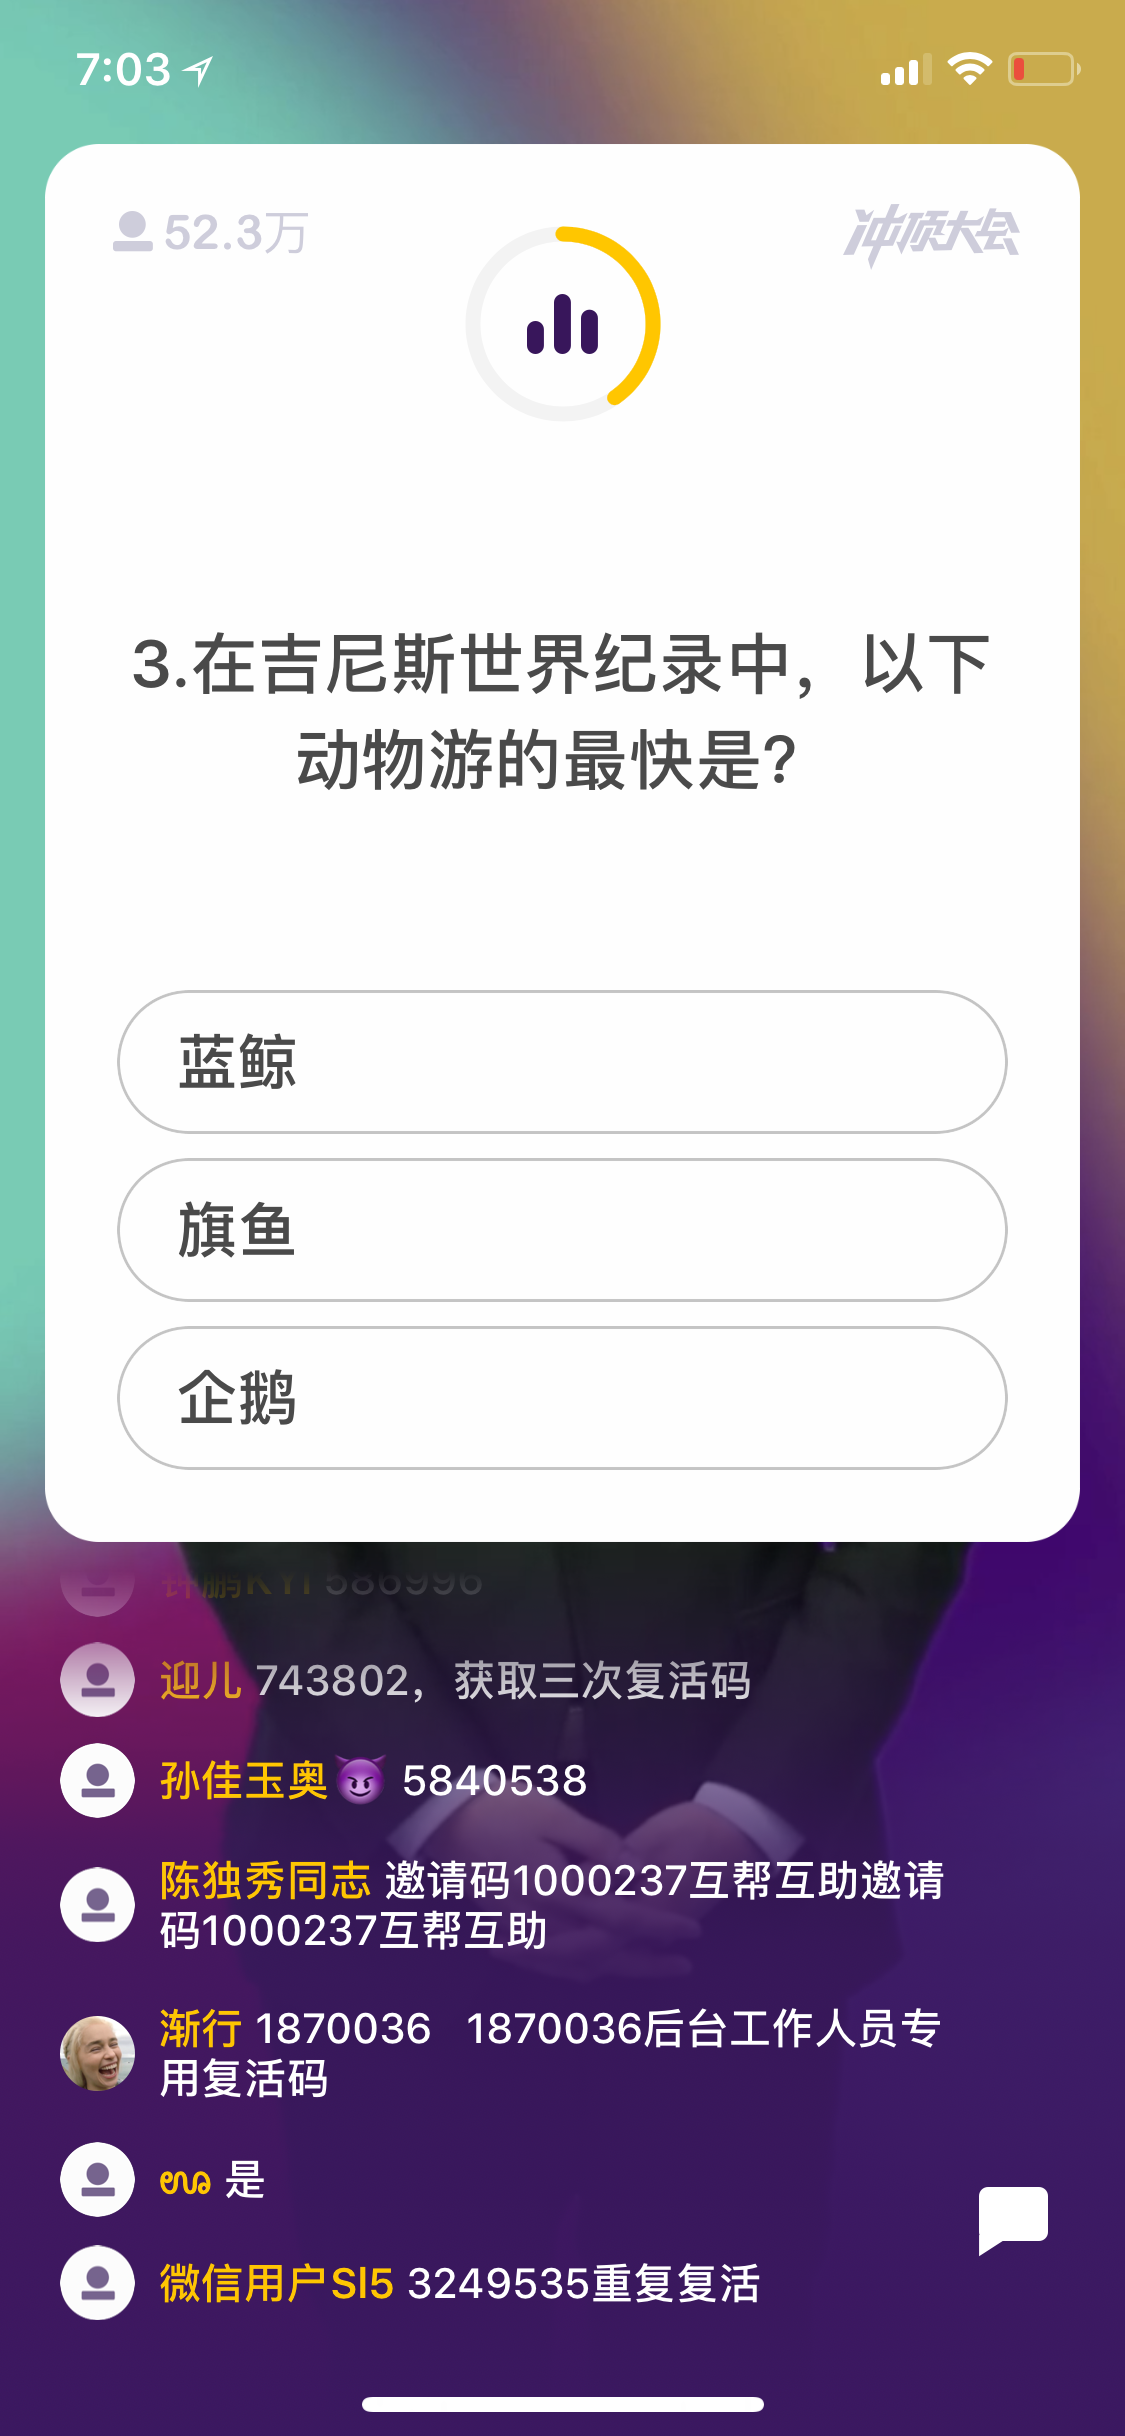 7:03
52.3万
冲顶大会
3.在吉尼斯世界纪录中，以下
动物游的最快是?
蓝鲸
旗鱼
企鹅
586996
迎儿 743802，获取三次复活码
孙佳玉奥😈 5840538
陈独秀同志 邀请码1000237互帮互助邀请
码1000237互帮互助
渐行 1870036 1870036后台工作人员专
用复活码
是
微信用户Sl5 3249535重复复活